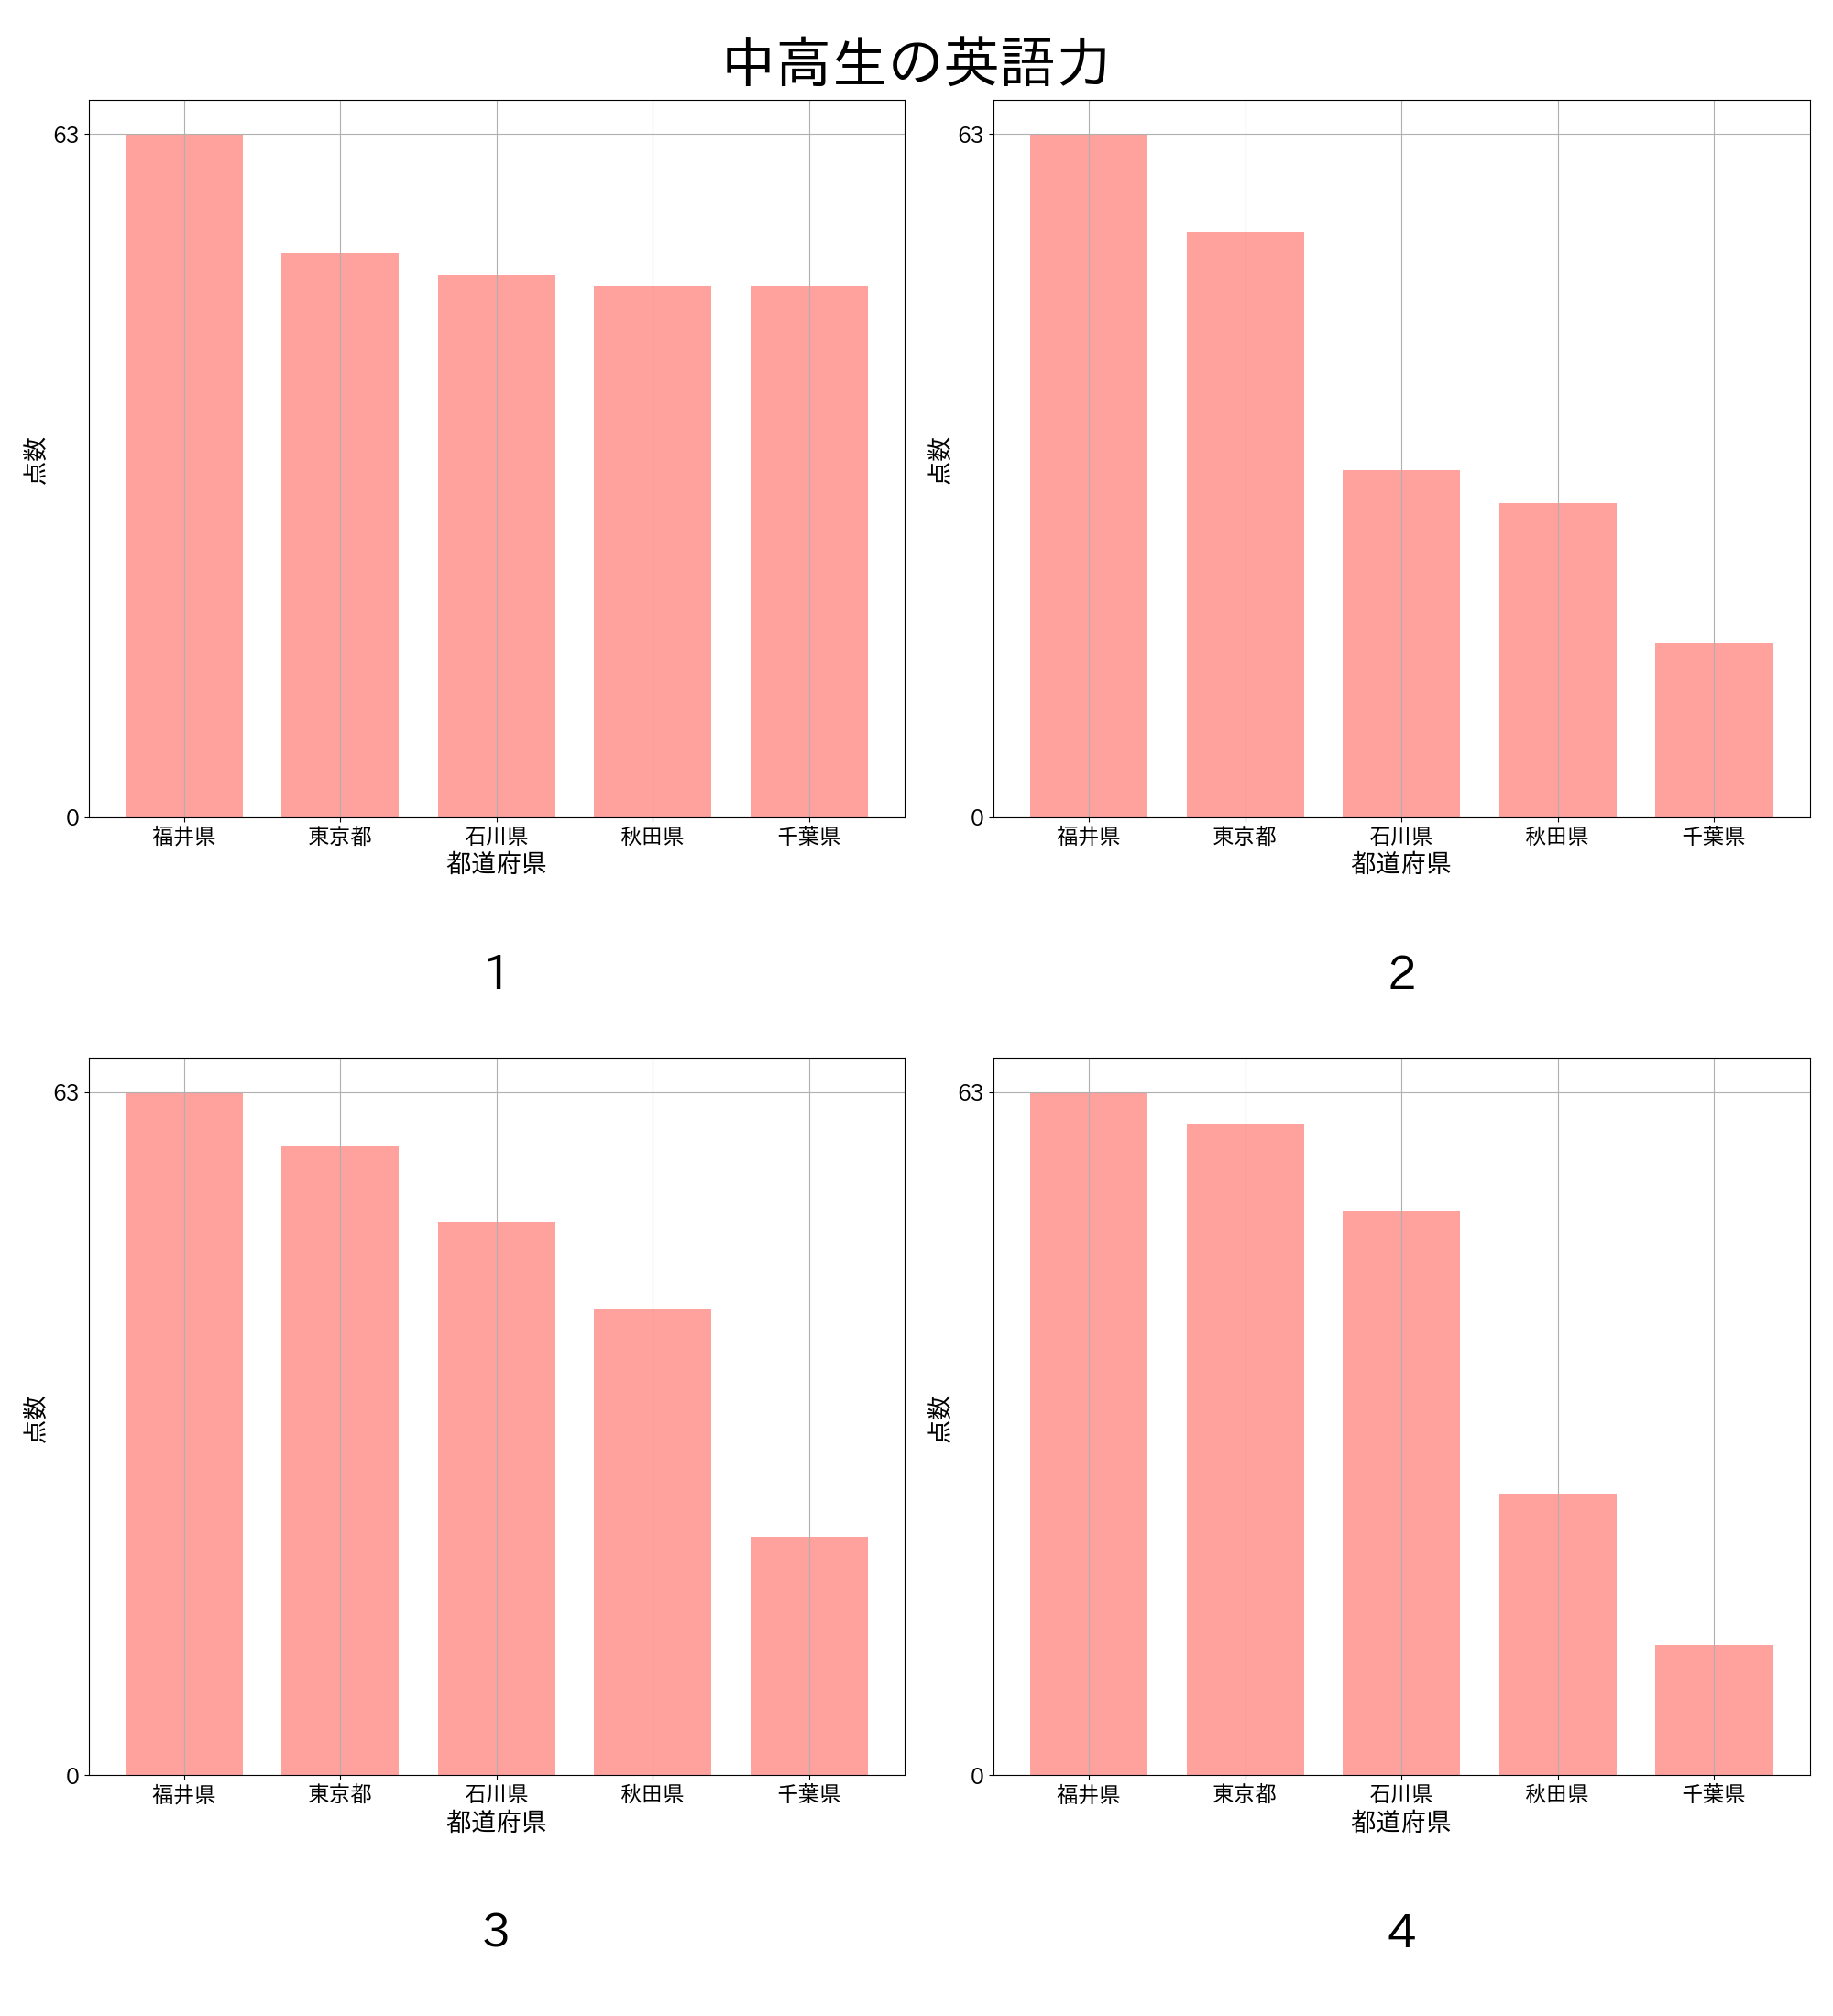 中高生の英語力
63
0
点数
福井県 東京都 石川県 秋田県 千葉県
都道府県
1
63
0
点数
福井県 東京都 石川県 秋田県 千葉県
都道府県
2
63
0
点数
福井県 東京都 石川県 秋田県 千葉県
都道府県
3
63
0
点数
福井県 東京都 石川県 秋田県 千葉県
都道府県
4